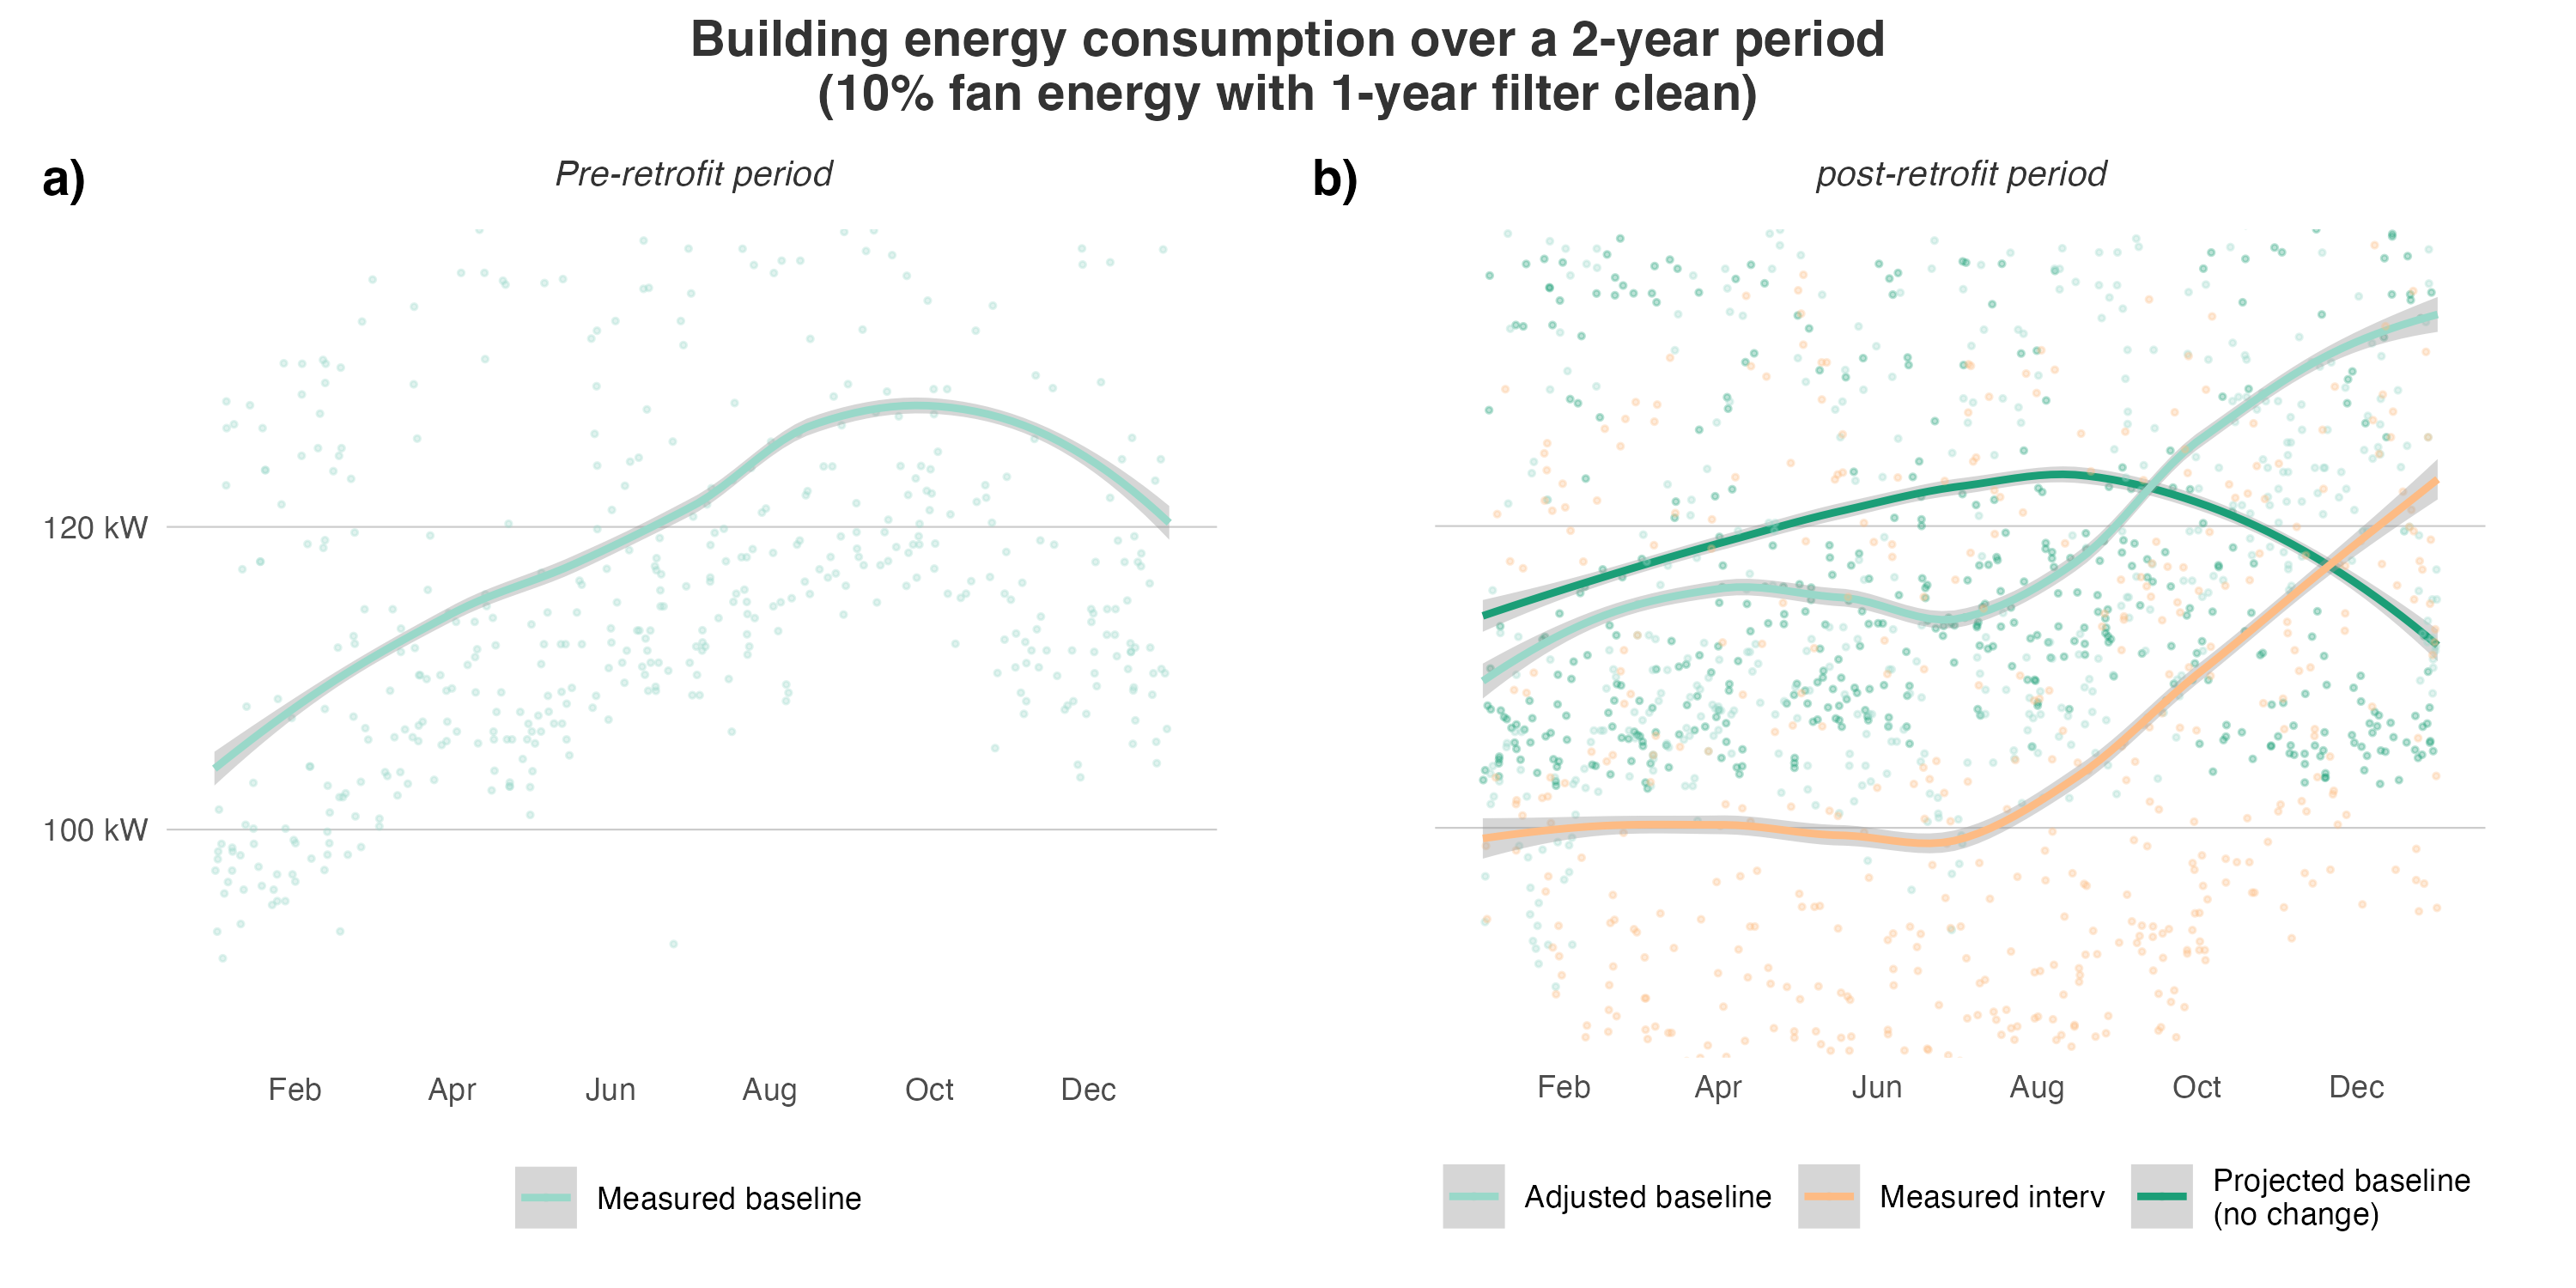 Building energy consumption over a 2-year period
(10% fan energy with 1-year filter clean)
a)
Pre-retrofit period
120 kW
100 kW
Feb Apr Jun Aug Oct Dec
Measured baseline
b)
post-retrofit period
Feb Apr Jun Aug Oct Dec
Adjusted baseline
Measured interv
Projected baseline
(no change)